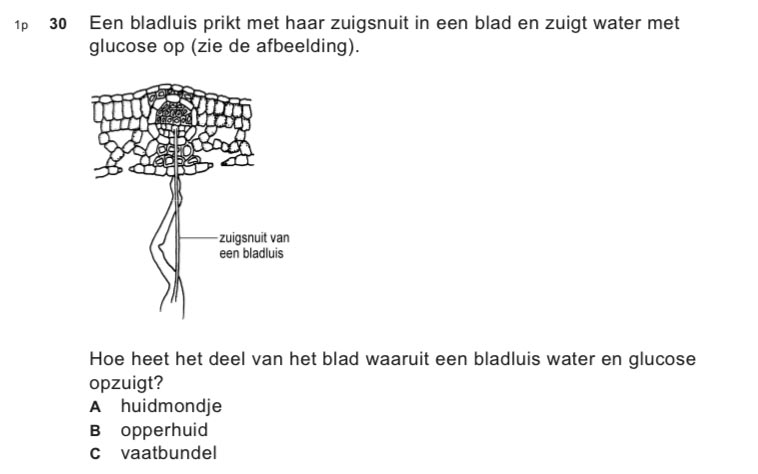 1p 30 Een bladluis prikt met haar zuigsnuit in een blad en zuigt water met
glucose op (zie de afbeelding).
zuigsnuit van
een bladluis
Hoe heet het deel van het blad waaruit een bladluis water en glucose
opzuigt?
A huidmondje
B opperhuid
C vaatbundel